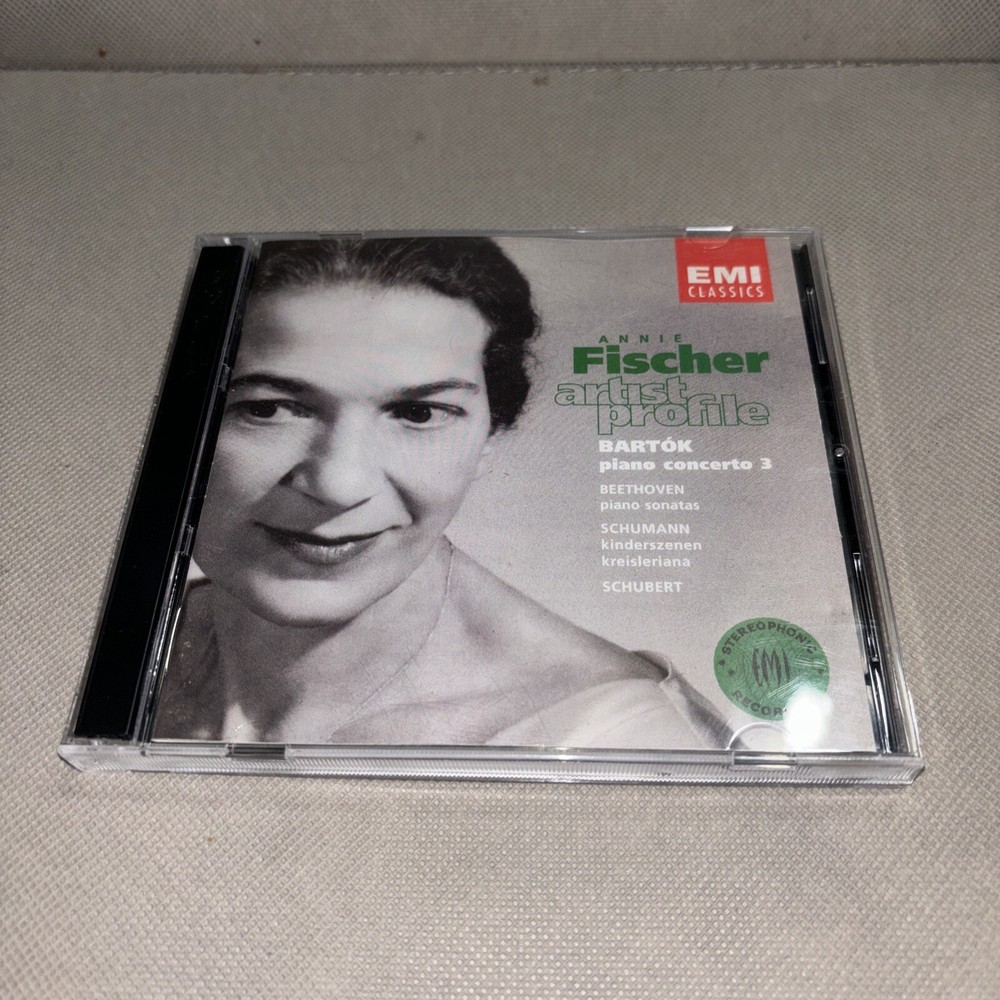 EMI
CLASSICS
ANNIE
Fischer
artist
profile
BARTÓK
piano concerto 3
BEETHOVEN
piano sonatas
SCHUMANN
kinderszenen
kreisleriana
SCHUBERT
STEREOPHONIC
EMI